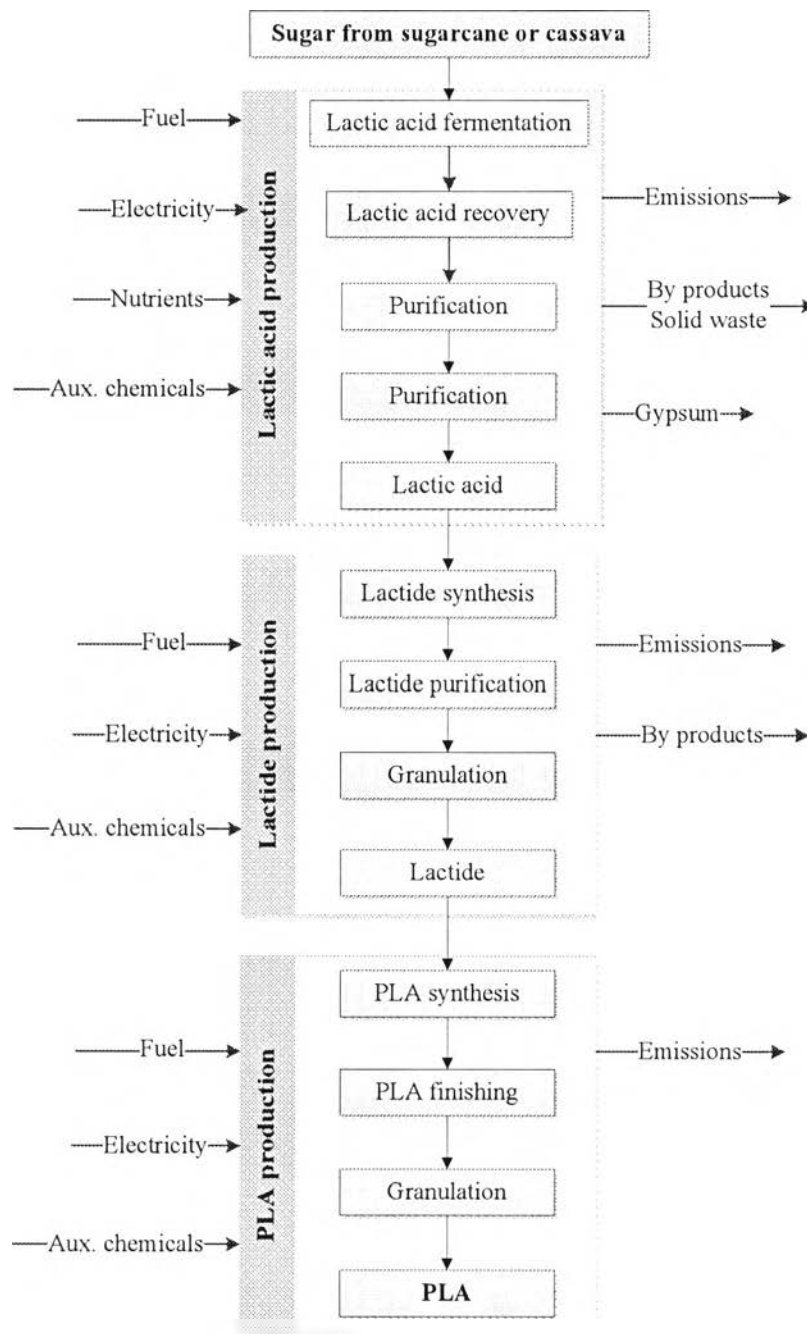 Sugar from sugarcane or cassava
Lactic acid production
Fuel
Electricity
Nutrients
Aux. chemicals
Lactic acid fermentation
Lactic acid recovery
Purification
Purification
Lactic acid
Emissions
By products
Solid waste
Gypsum
Lactide production
Fuel
Electricity
Aux. chemicals
Lactide synthesis
Lactide purification
Granulation
Lactide
Emissions
By products
PLA production
Fuel
Electricity
Aux. chemicals
PLA synthesis
PLA finishing
Granulation
PLA
Emissions